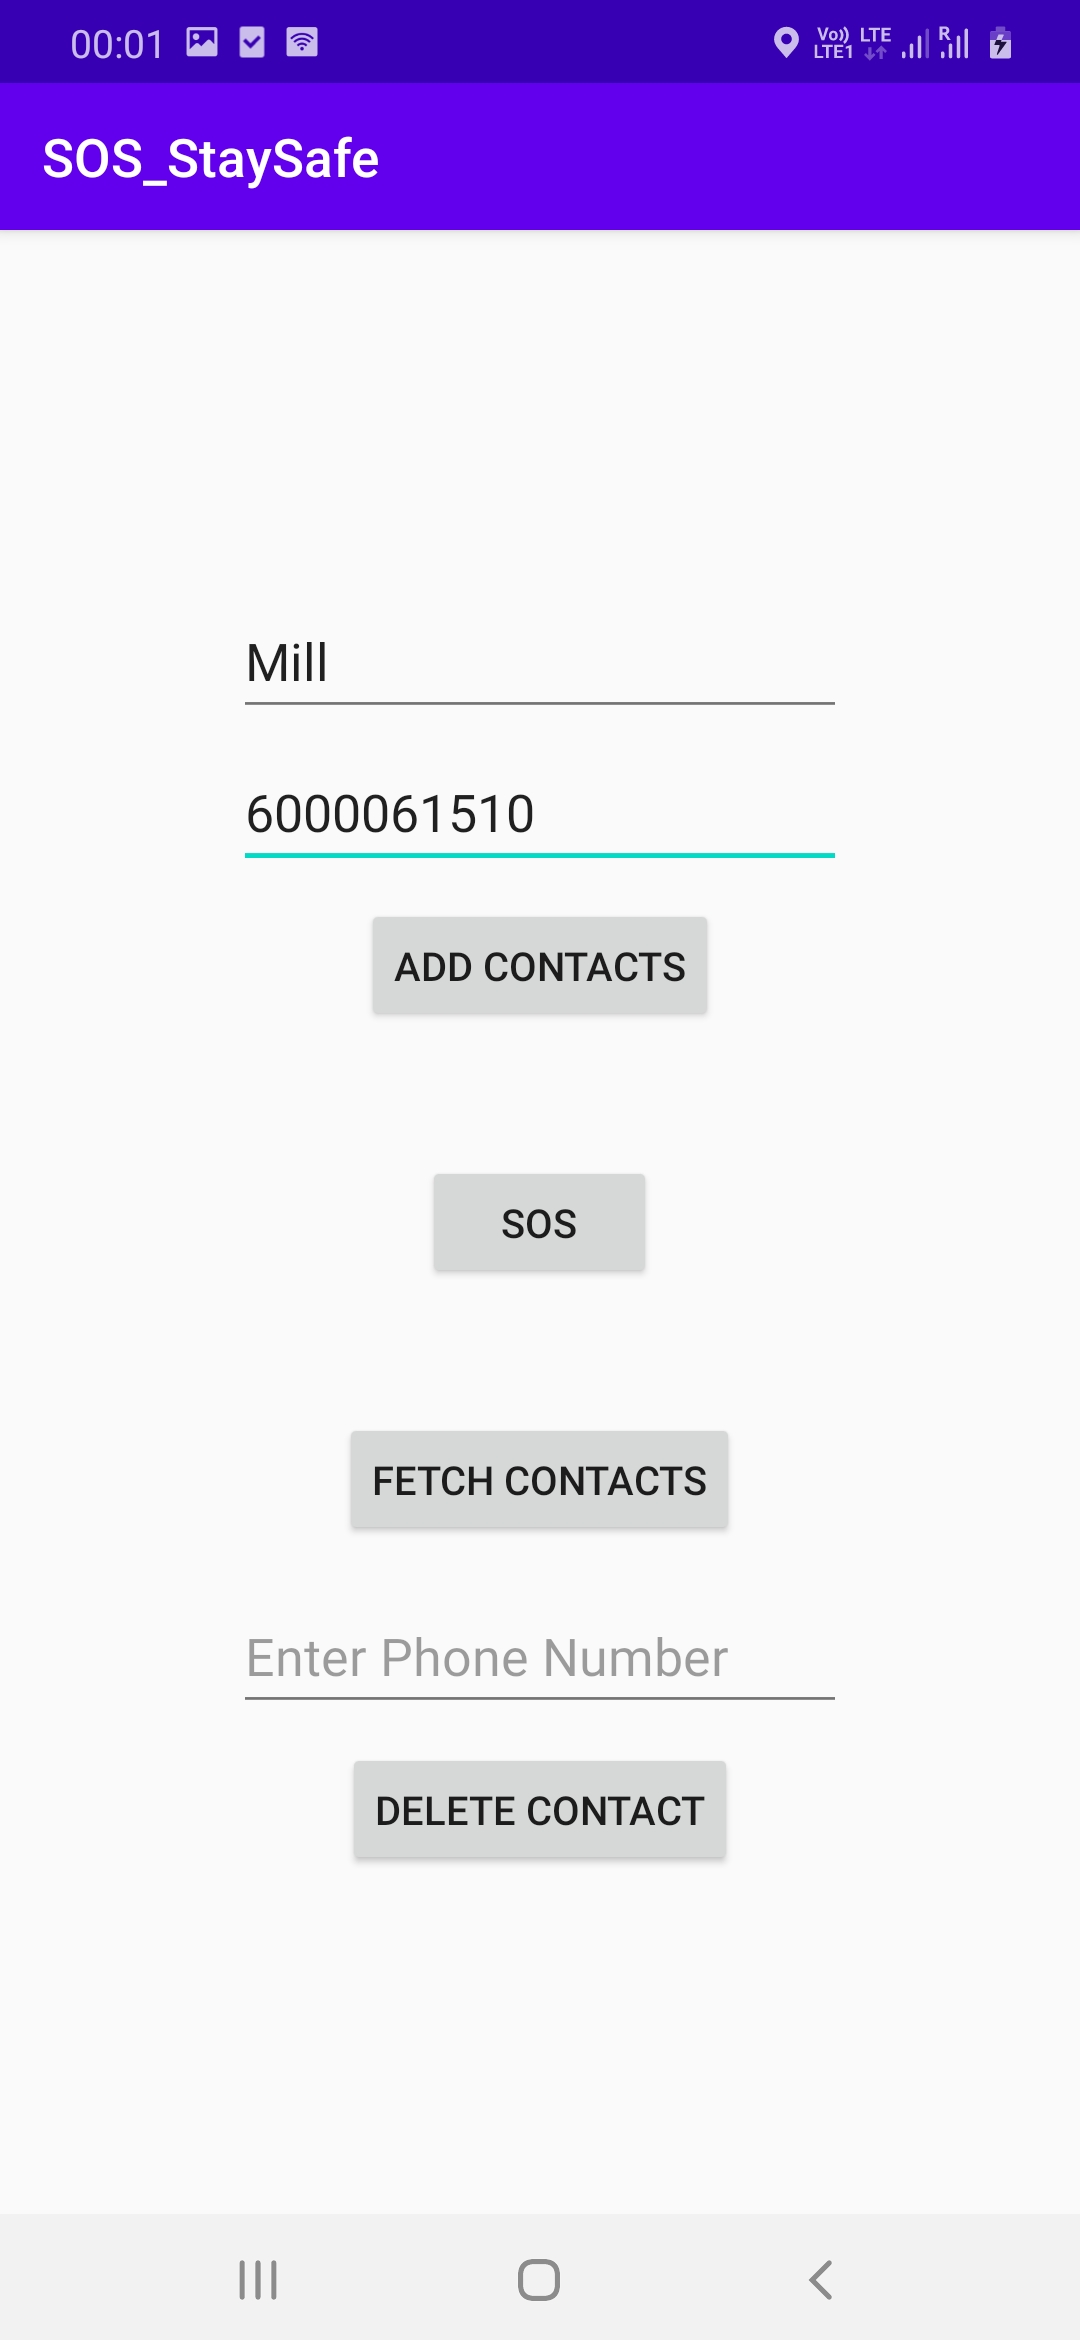 00:01 Vo)) LTE
LTE1 R
SOS_StaySafe
Mill
6000061510
ADD CONTACTS
SOS
FETCH CONTACTS
Enter Phone Number
DELETE CONTACT